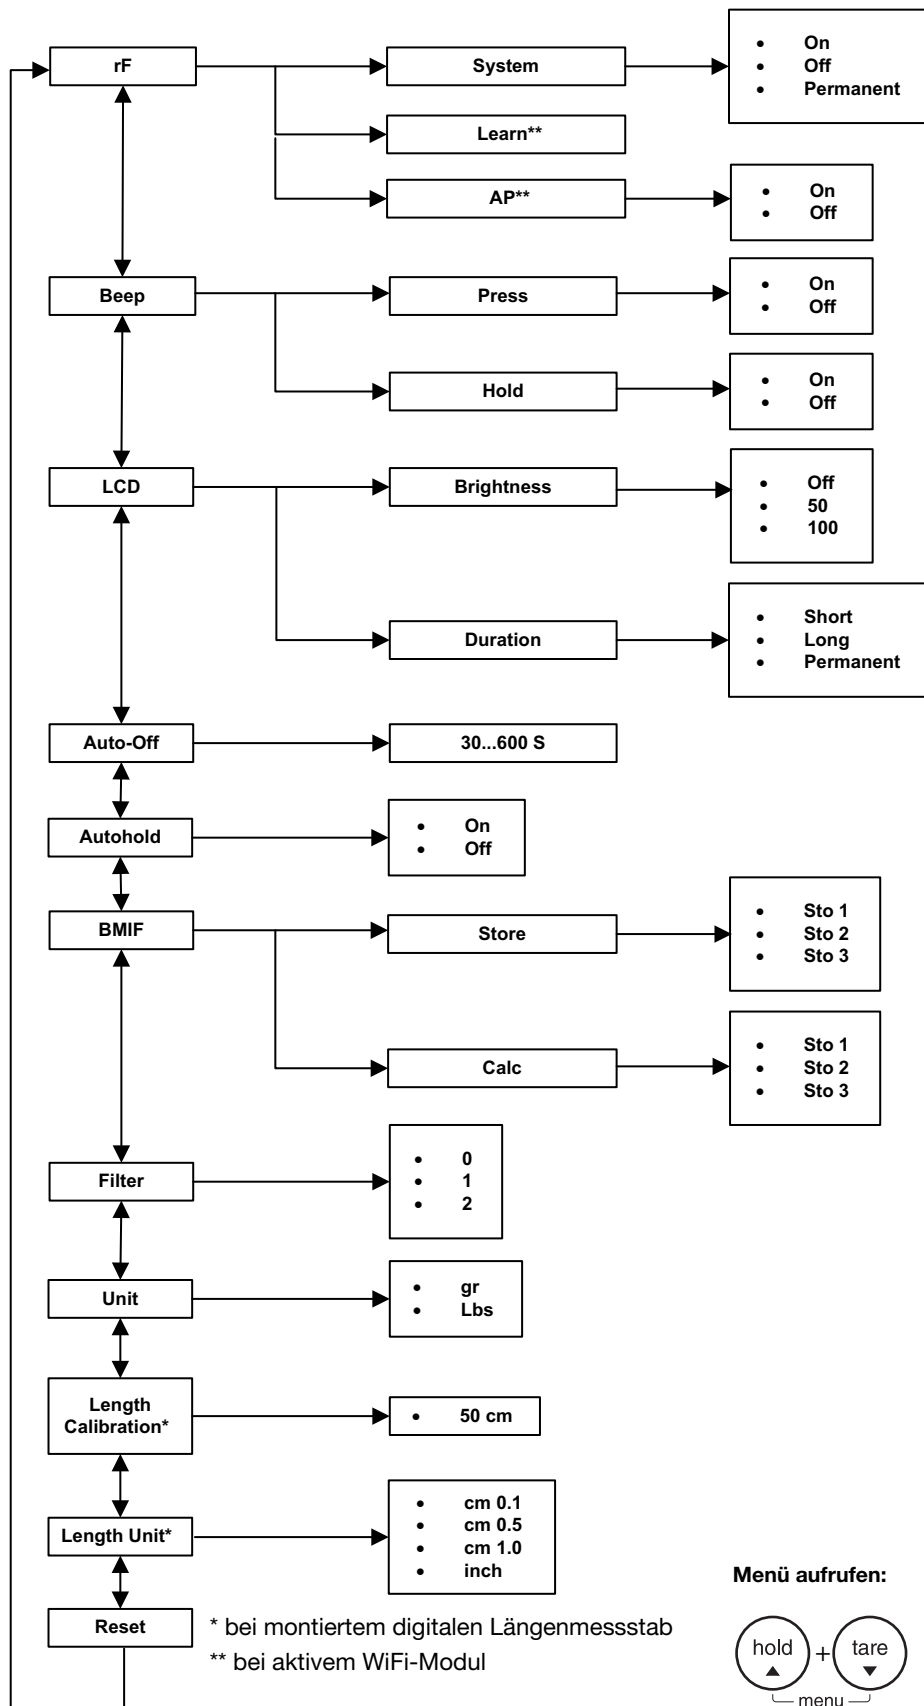 rF
System
• On
• Off
• Permanent
Learn**
AP**
• On
• Off
Beep
Press
• On
• Off
Hold
• On
• Off
LCD
Brightness
• Off
• 50
• 100
Duration
• Short
• Long
• Permanent
Auto-Off
30...600 S
Autohold
• On
• Off
BMIF
Store
• Sto 1
• Sto 2
• Sto 3
Calc
• Sto 1
• Sto 2
• Sto 3
Filter
• 0
• 1
• 2
Unit
• gr
• Lbs
Length
Calibration*
• 50 cm
Length Unit*
• cm 0.1
• cm 0.5
• cm 1.0
• inch
Reset
* bei montiertem digitalen Längenmessstab
** bei aktivem WiFi-Modul
Menü aufrufen:
hold + tare
menu